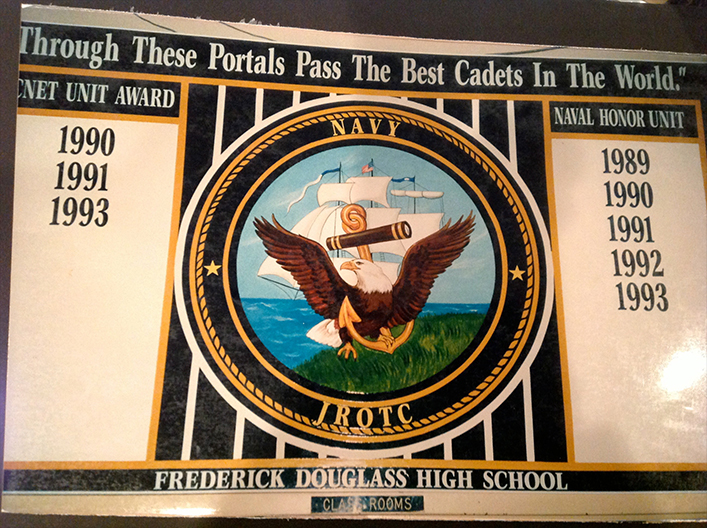 Through These Portals Pass The Best Cadets In The World."
CNET UNIT AWARD
1990
1991
1993
NAVY
JROTC
NAVAL HONOR UNIT
1989
1990
1991
1992
1993
FREDERICK DOUGLASS HIGH SCHOOL
CLASSROOMS